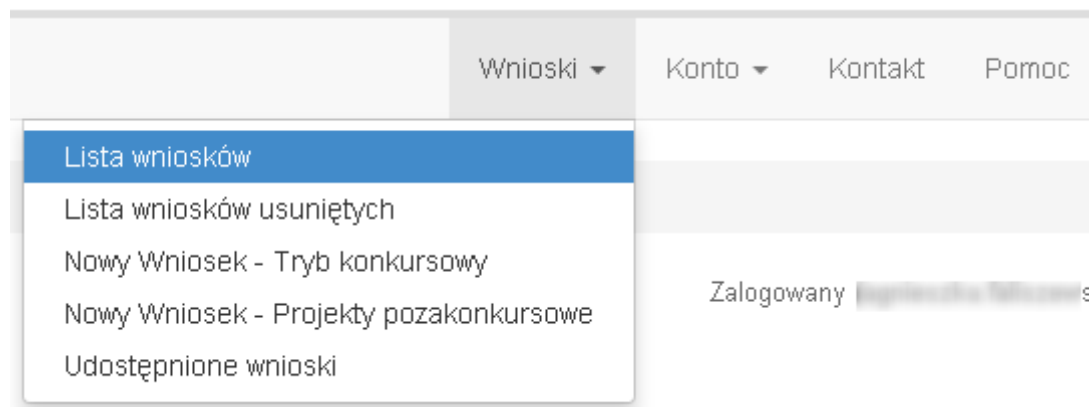 Wnioski Konto Kontakt Pomoc
Lista wniosków
Lista wniosków usuniętych
Nowy Wniosek - Tryb konkursowy
Nowy Wniosek - Projekty pozakonkursowe
Zalogowany
Udostępnione wnioski